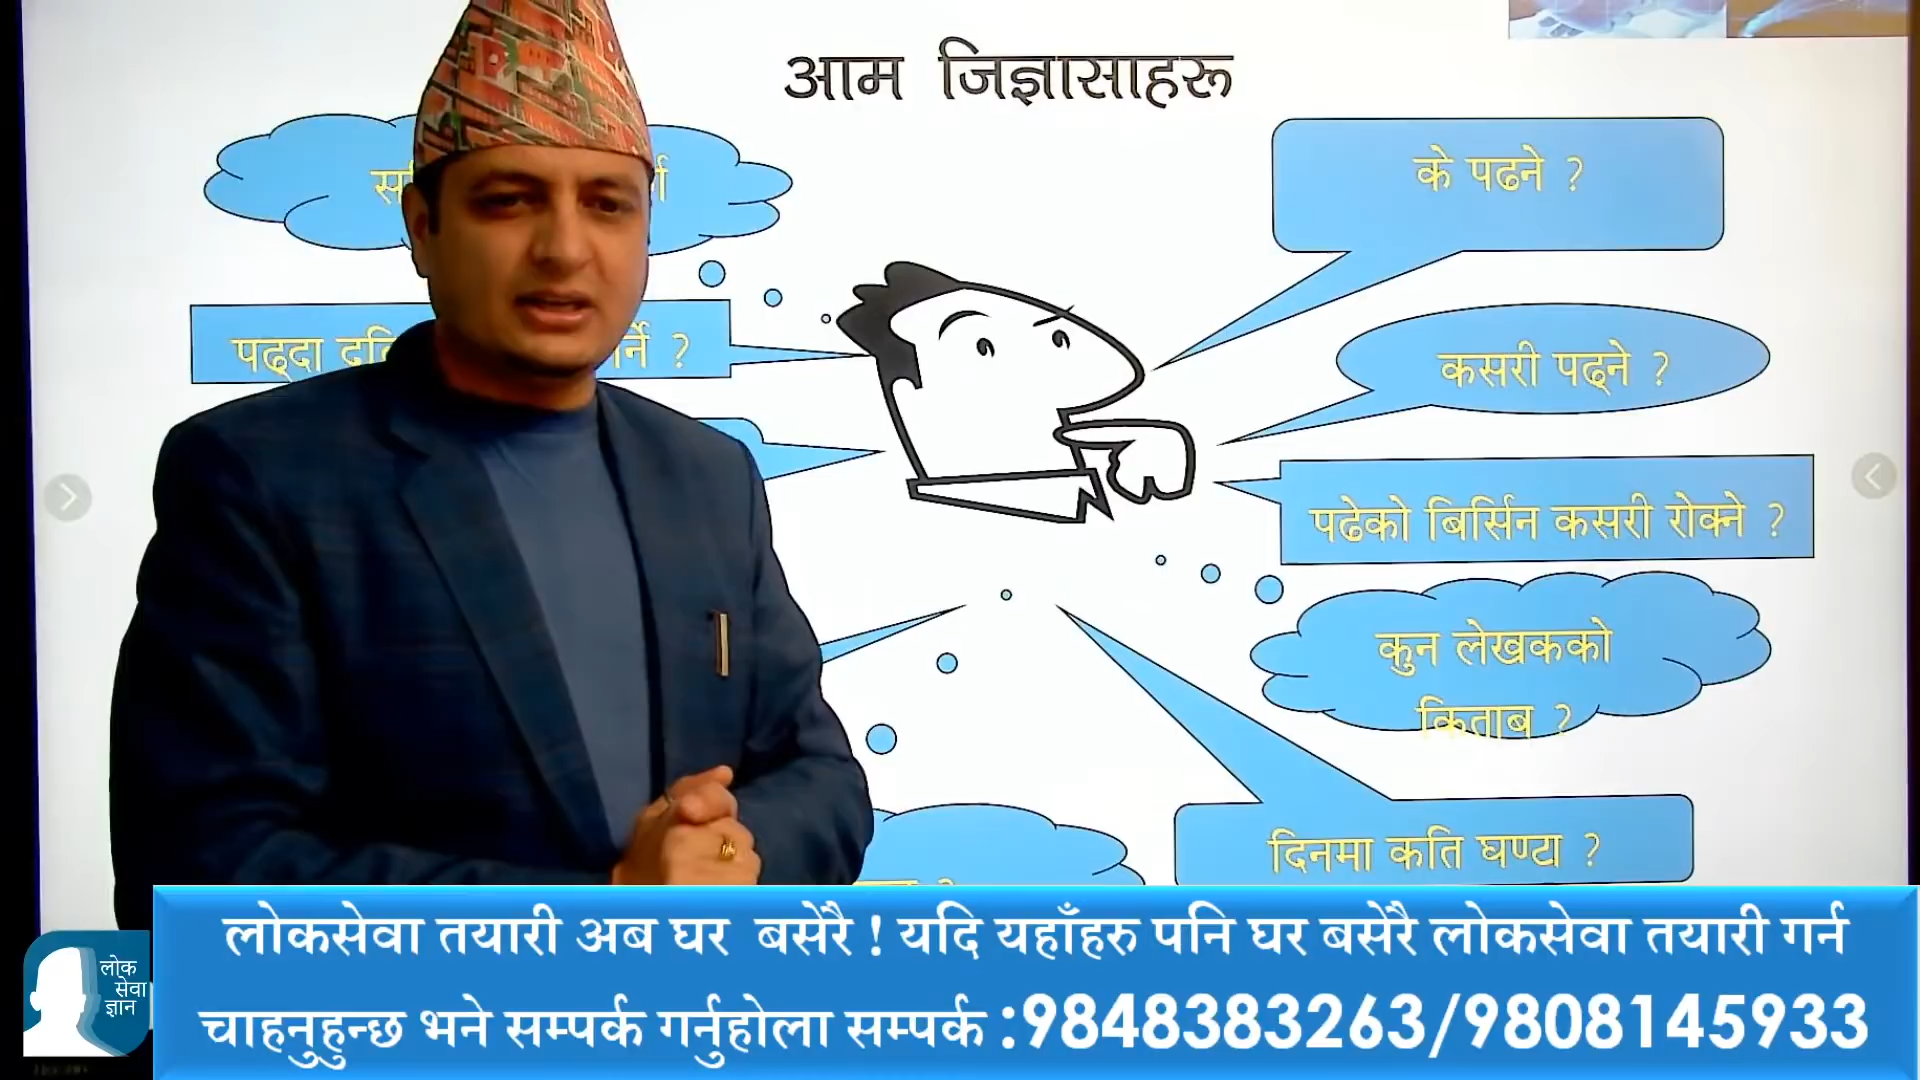 आम जिज्ञासाहरू
के पढने ?
पढ्दा
र्ने ?
कसरी पढ्ने ?
पढेको बिर्सिन कसरी रोक्ने ?
कुन लेखकको
किताब ?
दिनमा कति घण्टा ?
लोकसेवा तयारी अब घर बसेरै ! यदि यहाँहरु पनि घर बसेरै लोकसेवा तयारी गर्न
चाहनुहुन्छ भने सम्पर्क गर्नुहोला सम्पर्क :9848383263/9808145933
लोक
सेवा
ज्ञान